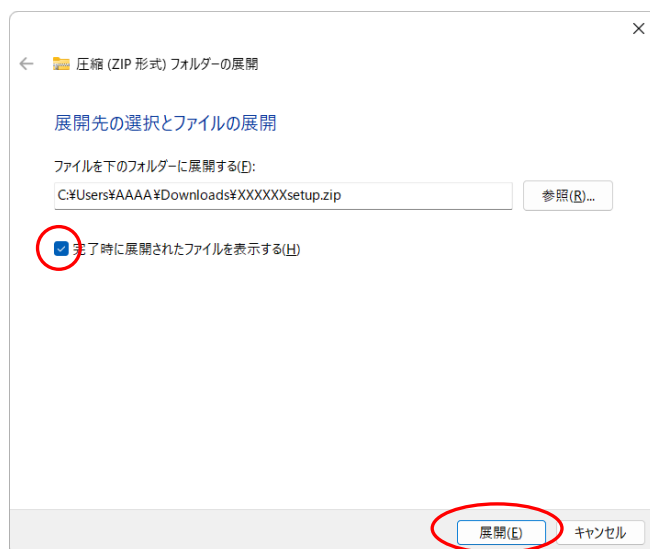 圧縮 (ZIP 形式) フォルダーの展開
展開先の選択とファイルの展開
ファイルを下のフォルダーに展開する(F):
C:¥Users¥AAAA¥Downloads¥XXXXXXsetup.zip
参照(R)...
完了時に展開されたファイルを表示する(H)
展開(E)
キャンセル